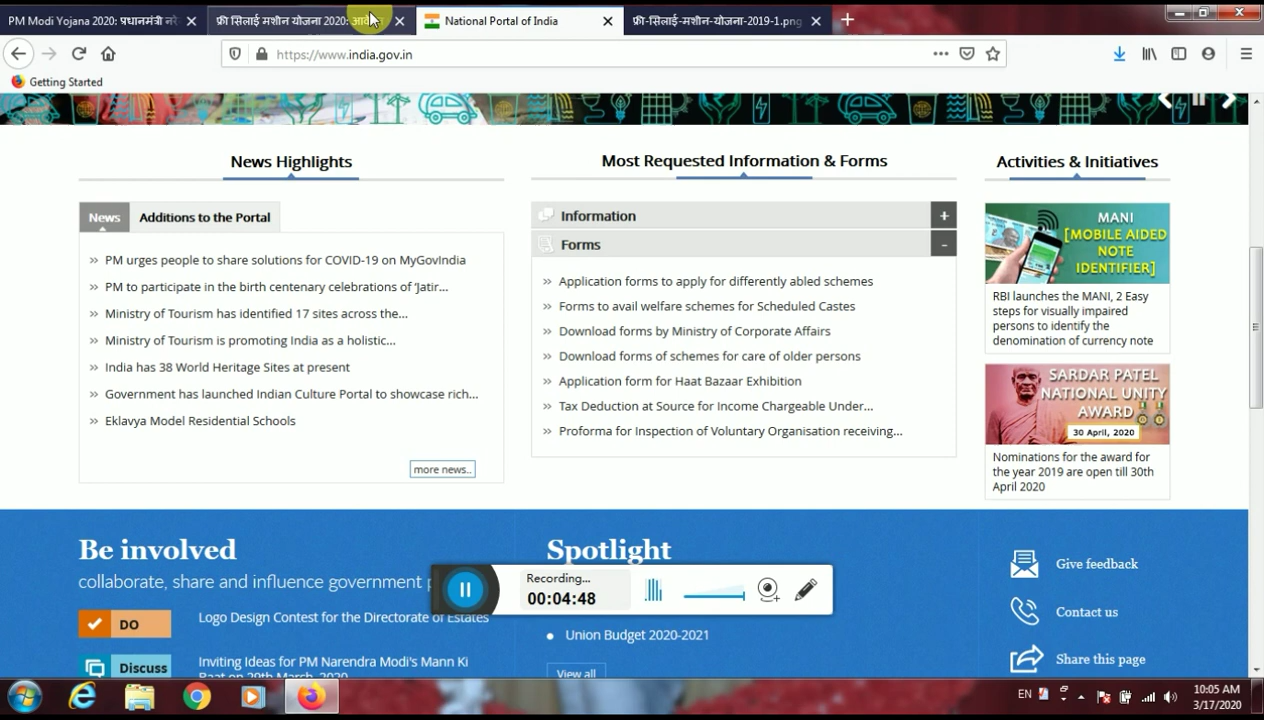 PM Modi Yojana 2020: प्रधानमंत्री नरे
फ्री सिलाई मशीन योजना 2020:
National Portal of India
फ्री-सिलाई-मशीन-योजना-2019-1.png
https://www.india.gov.in
Getting Started
News Highlights
Most Requested Information & Forms
Activities & Initiatives
News
Additions to the Portal
PM urges people to share solutions for COVID-19 on MyGovIndia
PM to participate in the birth centenary celebrations of ‘Jatir...
Ministry of Tourism has identified 17 sites across the...
Ministry of Tourism is promoting India as a holistic...
India has 38 World Heritage Sites at present
Government has launched Indian Culture Portal to showcase rich...
Eklavya Model Residential Schools
more news..
Information
Forms
Application forms to apply for differently abled schemes
Forms to avail welfare schemes for Scheduled Castes
Download forms by Ministry of Corporate Affairs
Download forms of schemes for care of older persons
Application form for Haat Bazaar Exhibition
Tax Deduction at Source for Income Chargeable Under...
Proforma for Inspection of Voluntary Organisation receiving...
MANI
[MOBILE AIDED
NOTE
IDENTIFIER]
RBI launches the MANI, 2 Easy
steps for visually impaired
persons to identify the
denomination of currency note
SARDAR PATEL
NATIONAL UNITY
AWARD
30 April, 2020
Nominations for the award for
the year 2019 are open till 30th
April 2020
Be involved
collaborate, share and influence government
DO
Logo Design Contest for the Directorate of Estates
Discuss
Inviting Ideas for PM Narendra Modi's Mann Ki
Baat on 29th March, 2020
Spotlight
Union Budget 2020-2021
View all
Give feedback
Contact us
Share this page
Recording...
00:04:48
EN
10:05 AM
3/17/2020